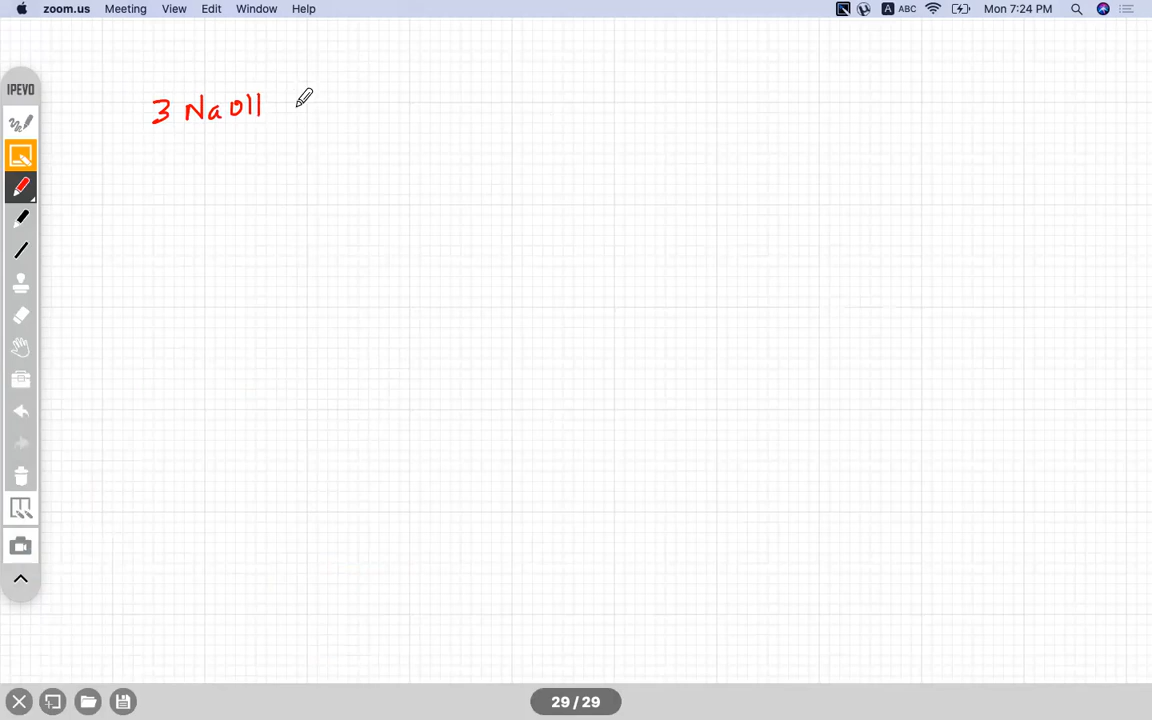 zoom.us Meeting View Edit Window Help A ABC Mon 7:24 PM
IPEVO
3 NaOll
29 / 29